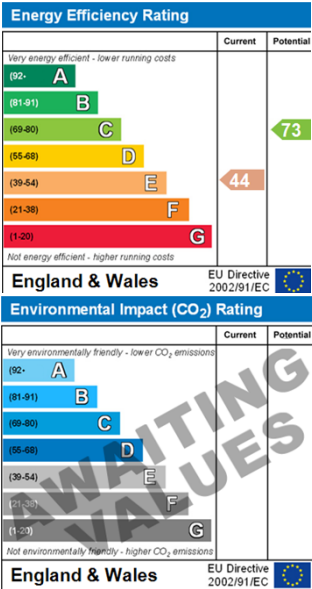 Energy Efficiency Rating
Current Potential
Very energy efficient - lower running costs
(92- A
(81-91) B
(69-80) C 73
(55-68) D
(39-54) E 44
(21-38) F
(1-20) G
Not energy efficient - higher running costs
England & Wales EU Directive
2002/91/EC
Environmental Impact (CO₂) Rating
Current Potential
Very environmentally friendly - lower CO₂ emissions
(92- A
(81-91) B
(69-80) C
(55-68) D
(39-54) E
(21-38) F
(1-20) G
AWAITING
VALUES
Not environmentally friendly - higher CO₂ emissions
England & Wales EU Directive
2002/91/EC